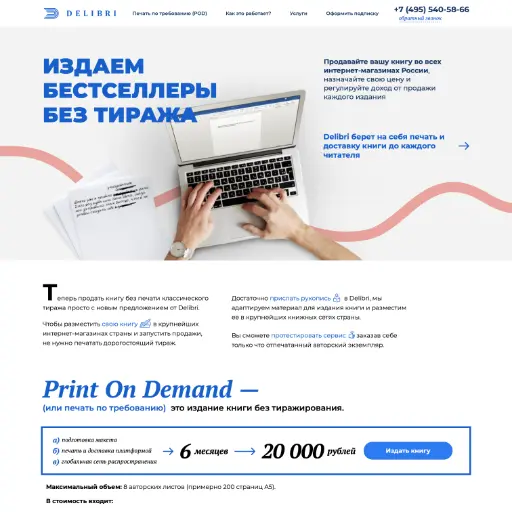 DELIBRI
Печать по требованию (POD)
Как это работает?
Услуги
Оформить подписку
+7 (495) 540-58-66
обратный звонок
ИЗДАЕМ
БЕСТСЕЛЛЕРЫ
БЕЗ ТИРАЖА
Продавайте вашу книгу во всех
интернет-магазинах России,
назначайте свою цену и
регулируйте доход от продажи
каждого издания
Delibri берет на себя печать и
доставку книги до каждого
читателя
Теперь продать книгу без печати классического
тиража просто с новым предложением от Delibri.
Чтобы разместить свою книгу в крупнейших
интернет-магазинах страны и запустить продажи,
не нужно печатать дорогостоящий тираж.
Достаточно прислать рукопись в Delibri, мы
адаптируем материал для издания книги и разместим
ее в крупнейших книжных сетях страны.
Вы сможете протестировать сервис заказав себе
только что отпечатанный авторский экземпляр.
Print On Demand —
(или печать по требованию) это издание книги без тиражирования.
а) подготовка макета
б) печать и доставка платформой
в) глобальная сеть распространения
6 месяцев
20 000 рублей
Издать книгу
Максимальный объем: 8 авторских листов (примерно 200 страниц А5).
В стоимость входит: